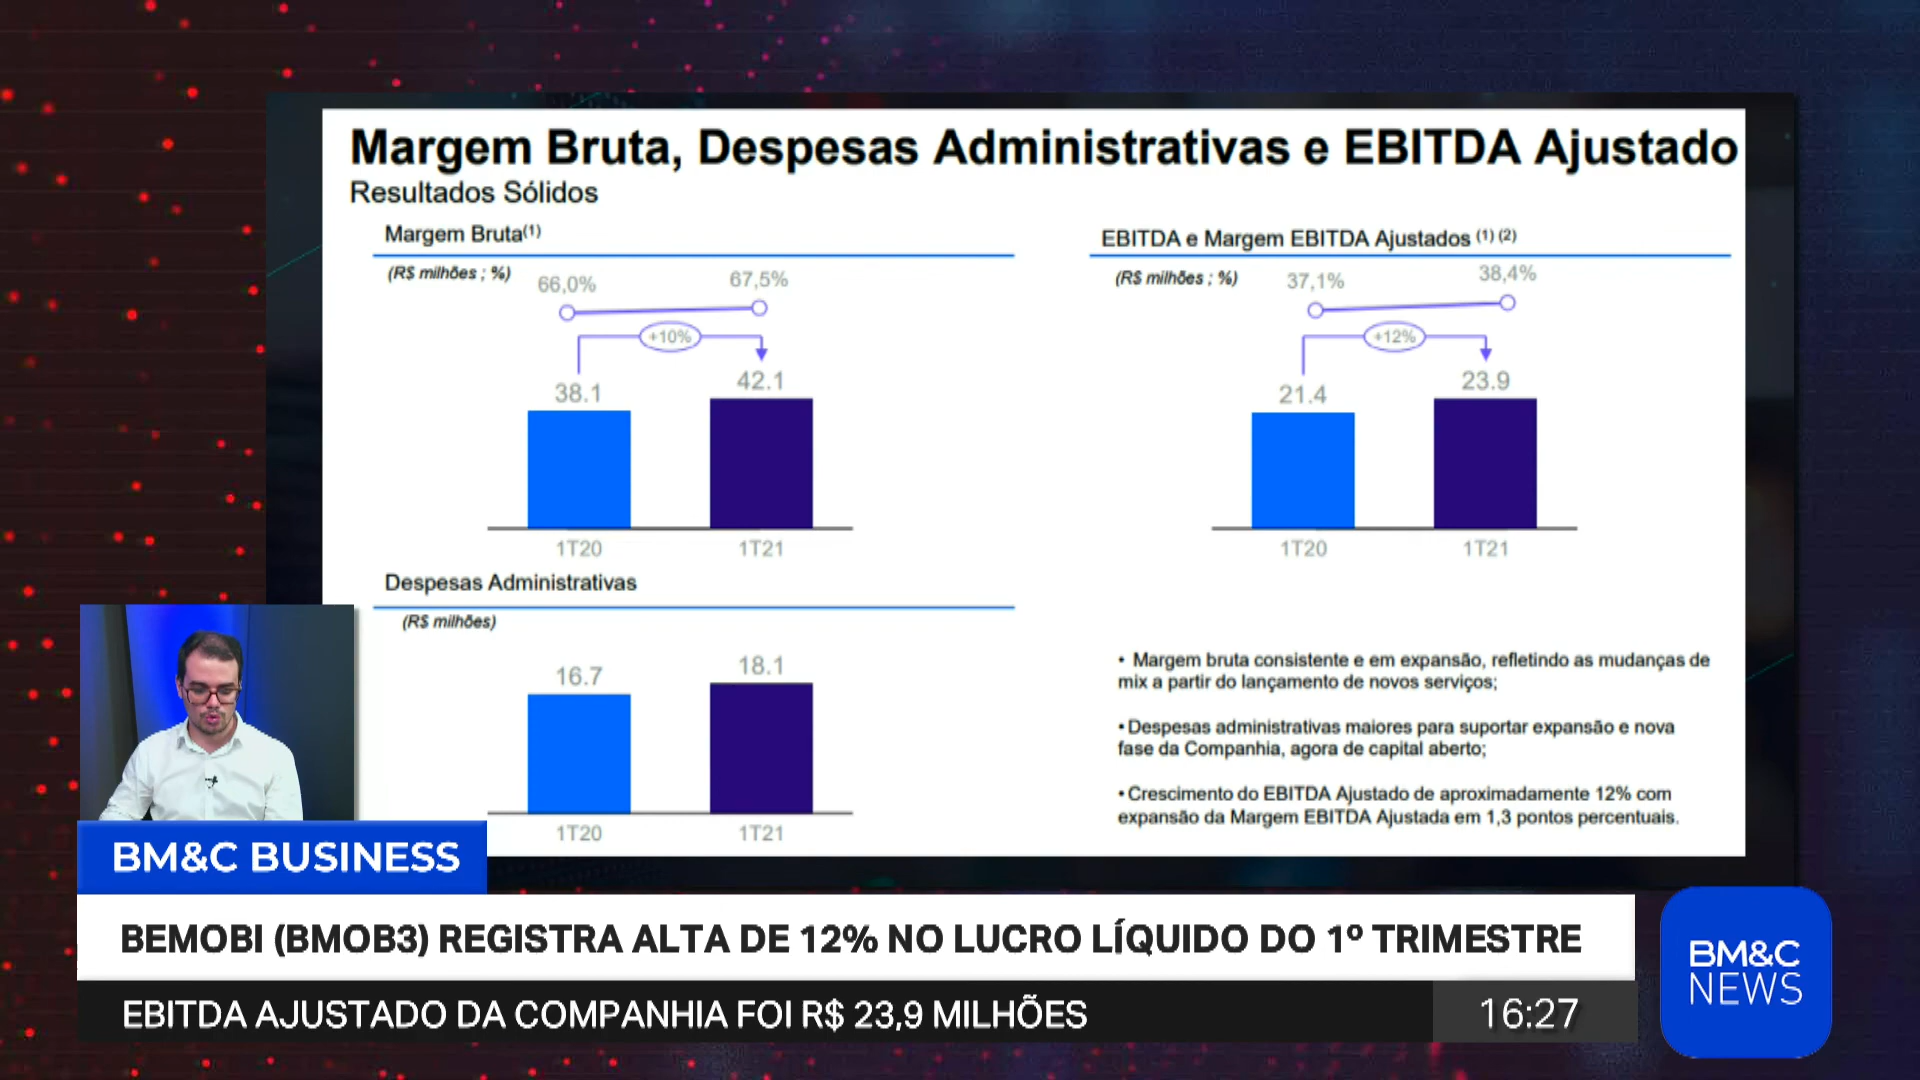 Margem Bruta, Despesas Administrativas e EBITDA Ajustado
Resultados Sólidos
Margem Bruta(1)
(R$ milhões ; %)
66,0%
67,5%
+10%
38.1
42.1
1T20
1T21
EBITDA e Margem EBITDA Ajustados (1) (2)
(R$ milhões ; %)
37,1%
38,4%
+12%
21.4
23.9
1T20
1T21
Despesas Administrativas
(R$ milhões)
16.7
18.1
1T20
1T21
• Margem bruta consistente e em expansão, refletindo as mudanças de
mix a partir do lançamento de novos serviços;
• Despesas administrativas maiores para suportar expansão e nova
fase da Companhia, agora de capital aberto;
• Crescimento do EBITDA Ajustado de aproximadamente 12% com
expansão da Margem EBITDA Ajustada em 1,3 pontos percentuais.
BM&C BUSINESS
BEMOBI (BMOB3) REGISTRA ALTA DE 12% NO LUCRO LÍQUIDO DO 1º TRIMESTRE
EBITDA AJUSTADO DA COMPANHIA FOI R$ 23,9 MILHÕES
16:27
BM&C
NEWS